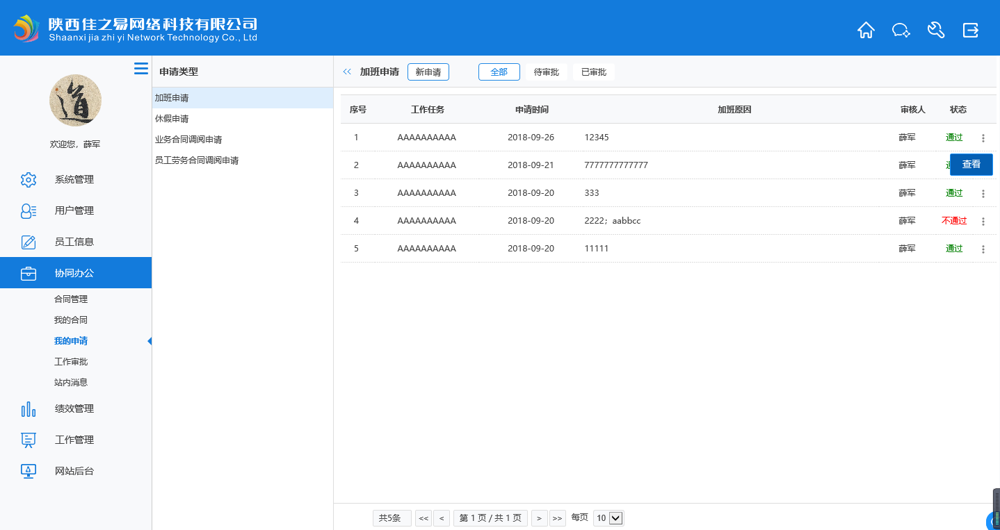 陕西佳之易网络科技有限公司
Shaanxi jia zhi yi Network Technology Co., Ltd
欢迎您，薛军
系统管理
用户管理
员工信息
协同办公
合同管理
我的合同
我的申请
工作审批
站内消息
绩效管理
工作管理
网站后台
申请类型
加班申请
休假申请
业务合同调阅申请
员工劳务合同调阅申请
加班申请 新申请 全部 待审批 已审批
序号 工作任务 申请时间 加班原因 审核人 状态
1 AAAAAAAAAA 2018-09-26 12345 薛军 通过
2 AAAAAAAAAA 2018-09-21 7777777777777 薛军 查看
3 AAAAAAAAAA 2018-09-20 333 薛军 通过
4 AAAAAAAAAA 2018-09-20 2222；aabbcc 薛军 不通过
5 AAAAAAAAAA 2018-09-20 11111 薛军 通过
共5条 << < 第 1 页 / 共 1 页 > >> 每页 10